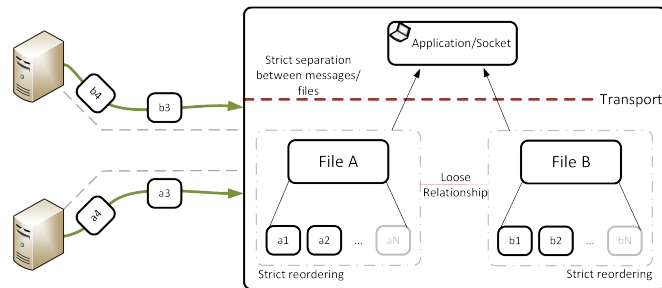 Application/Socket
Strict separation
between messages/
files
Transport
b4
b3
File A
File B
Loose
Relationship
a4
a3
a1
a2
...
aN
b1
b2
...
bN
Strict reordering
Strict reordering